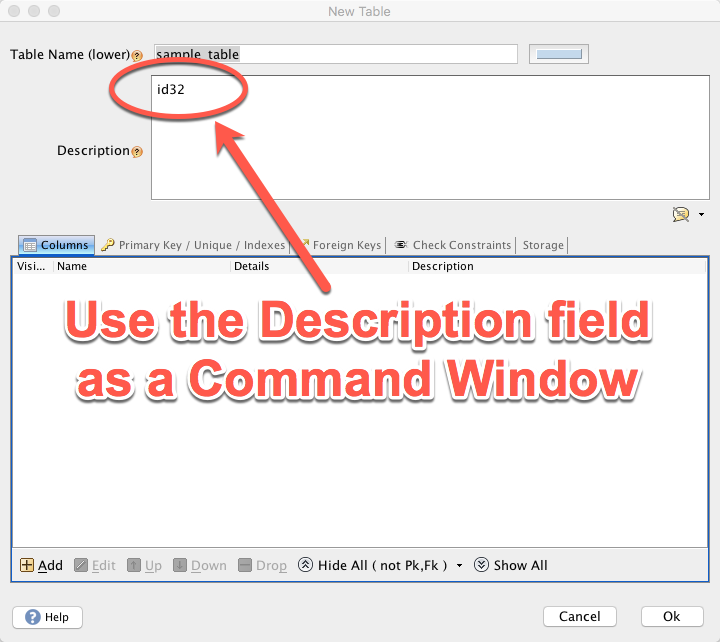 New Table
Table Name (lower)
sample_table
id32
Description
Columns Primary Key / Unique / Indexes Foreign Keys Check Constraints Storage
Visi... Name Details Description
Use the Description field
as a Command Window
Add Edit Up Down Drop Hide All ( not Pk,Fk ) Show All
Help Cancel Ok